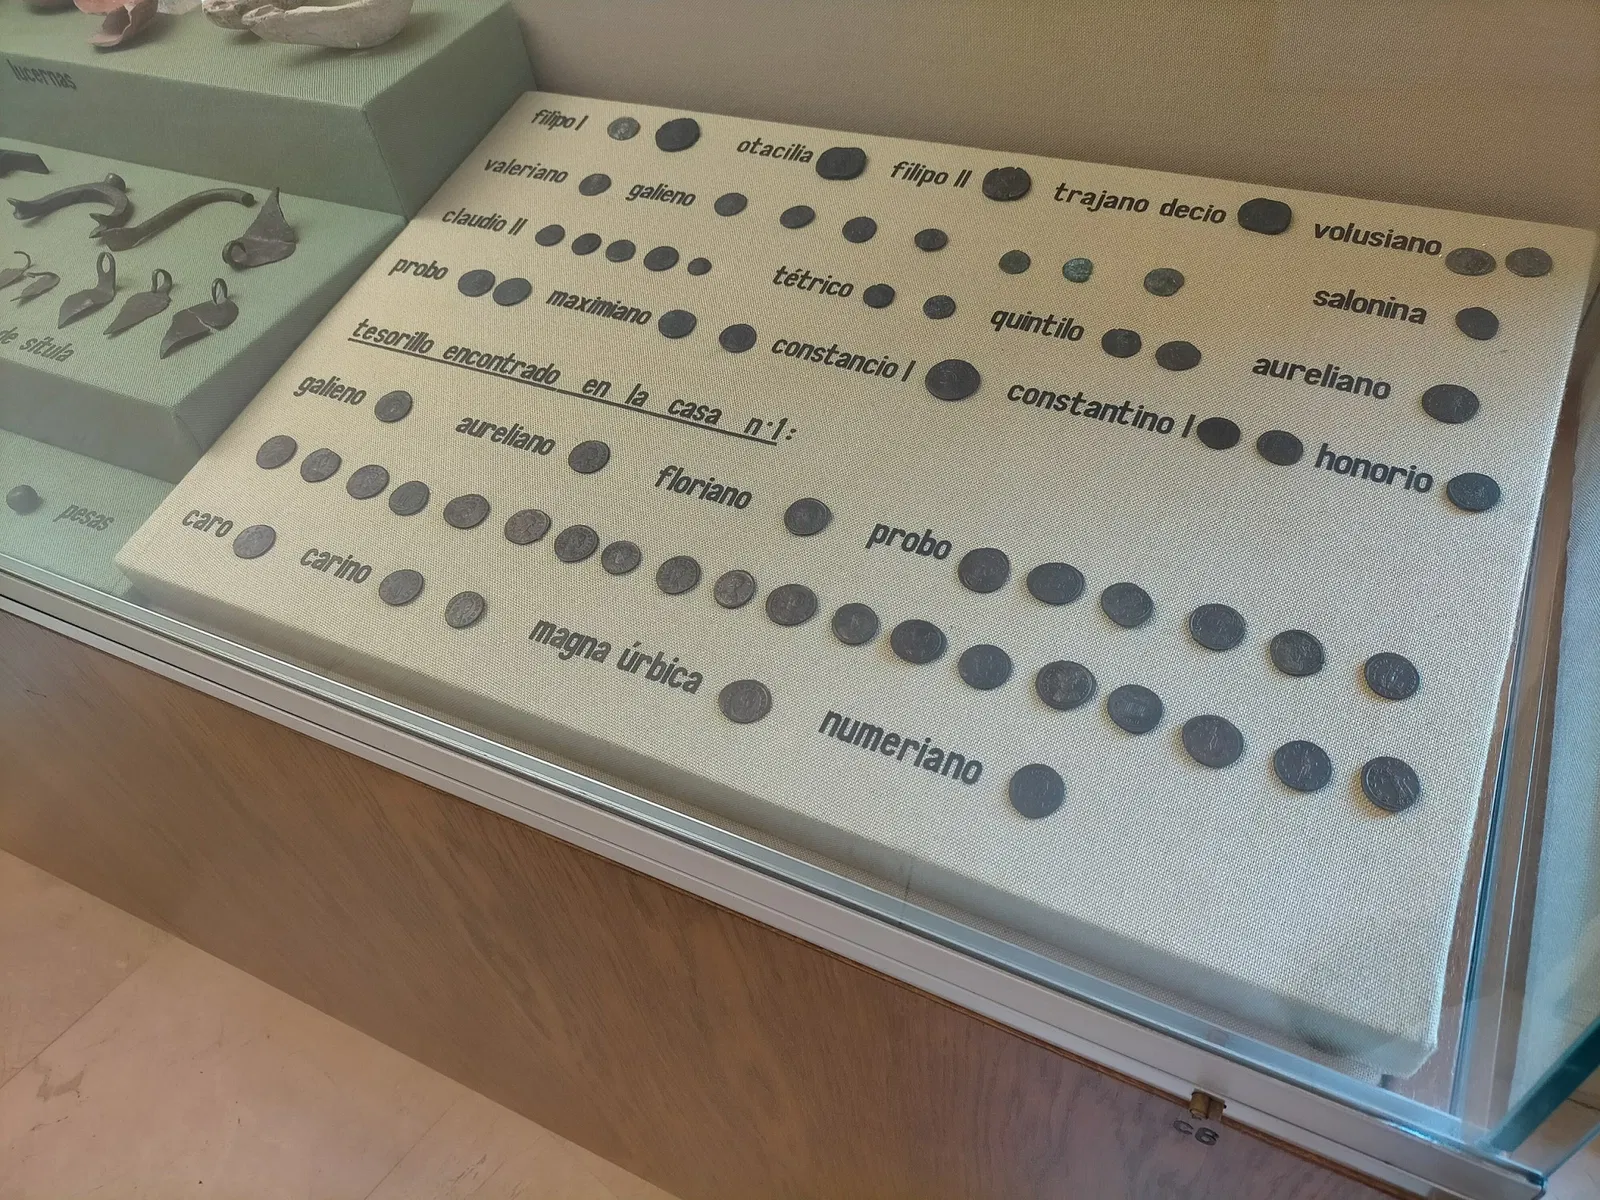 lucernas
de sítula
pesas
filipo I otacilia filipo II trajano decio volusiano
valeriano galieno salonina
claudio II tétrico quintilo aureliano
probo maximiano constancio I constantino I honorio
tesorillo encontrado en la casa n·1:
galieno aureliano floriano probo
caro carino magna úrbica numeriano
c6